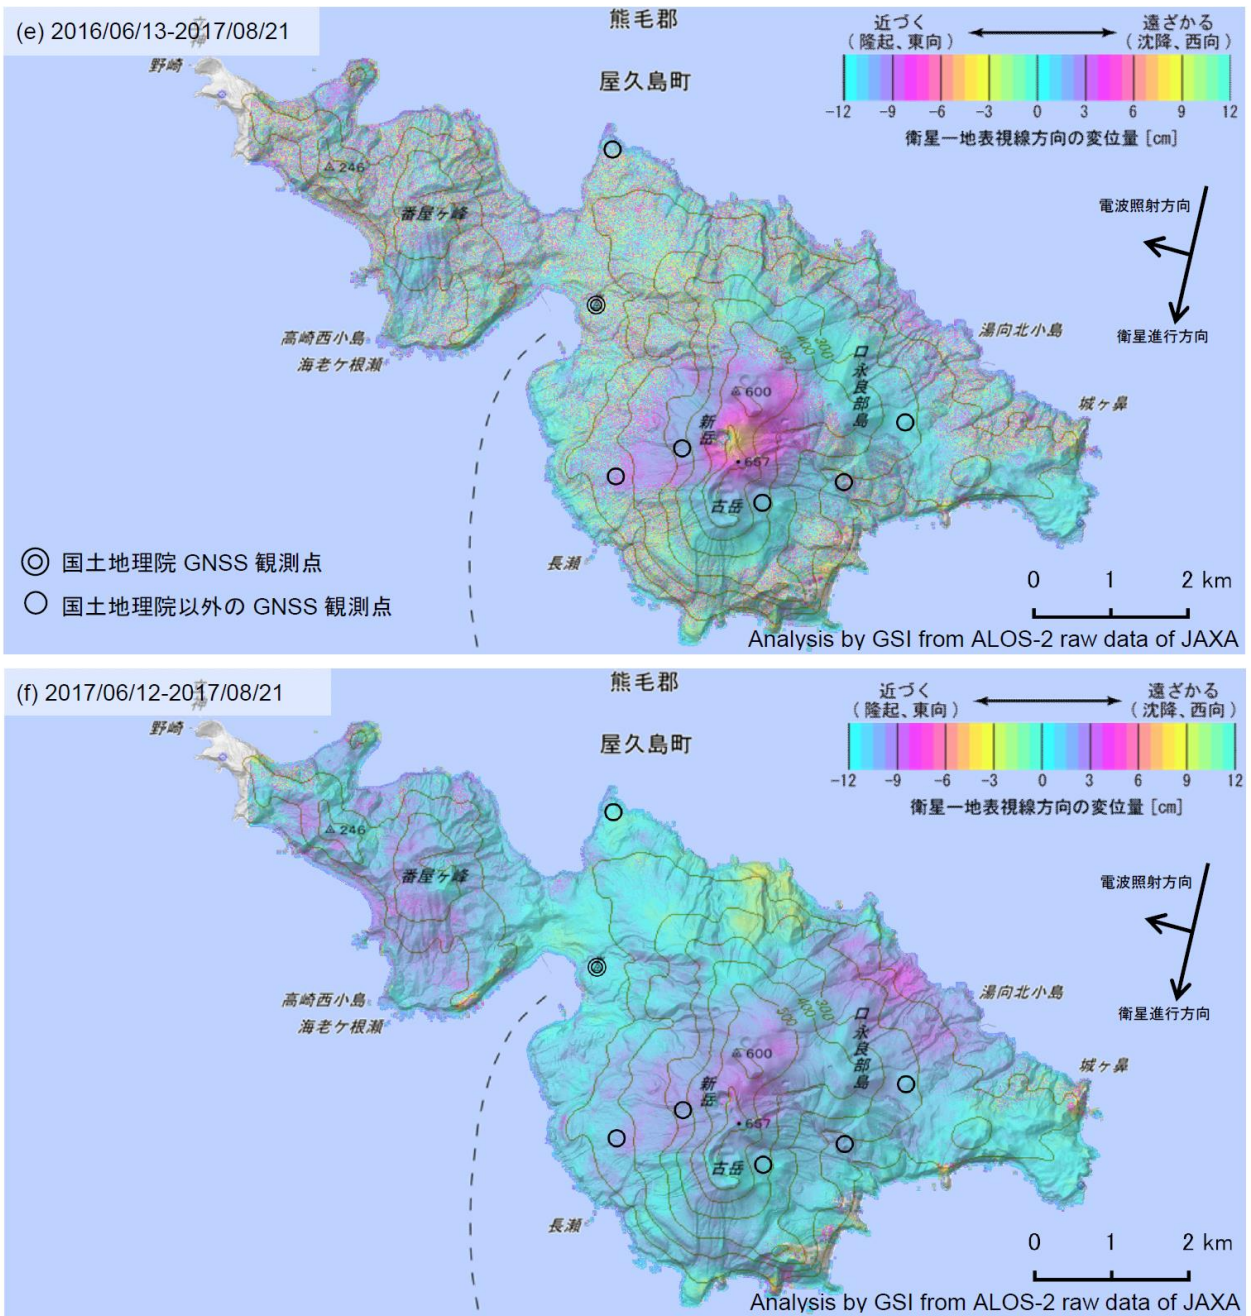 (e) 2016/06/13-2017/08/21
熊毛郡
近づく
(隆起、東向)
遠ざかる
(沈降、西向)
野崎
屋久島町
-12 -9 -6 -3 0 3 6 9 12
衛星ー地表視線方向の変位量 [cm]
246
番屋ヶ峰
電波照射方向
衛星進行方向
高崎西小島
海老ケ根瀬
湯向北小島
300
400
500
口永良部島
600
城ヶ鼻
新岳
657
古岳
長瀬
国土地理院 GNSS 観測点
国土地理院以外の GNSS 観測点
0 1 2 km
Analysis by GSI from ALOS-2 raw data of JAXA
(f) 2017/06/12-2017/08/21
熊毛郡
近づく
(隆起、東向)
遠ざかる
(沈降、西向)
野崎
屋久島町
-12 -9 -6 -3 0 3 6 9 12
衛星ー地表視線方向の変位量 [cm]
246
番屋ヶ峰
電波照射方向
衛星進行方向
高崎西小島
海老ケ根瀬
湯向北小島
300
400
500
口永良部島
600
城ヶ鼻
新岳
657
古岳
長瀬
0 1 2 km
Analysis by GSI from ALOS-2 raw data of JAXA